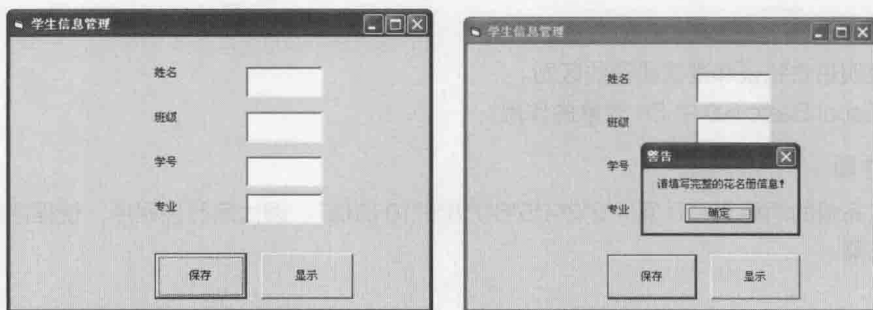 学生信息管理
姓名
班级
学号
专业
保存 显示
学生信息管理
姓名
班级
学号
专业
警告
请填写完整的花名册信息!
确定
保存 显示